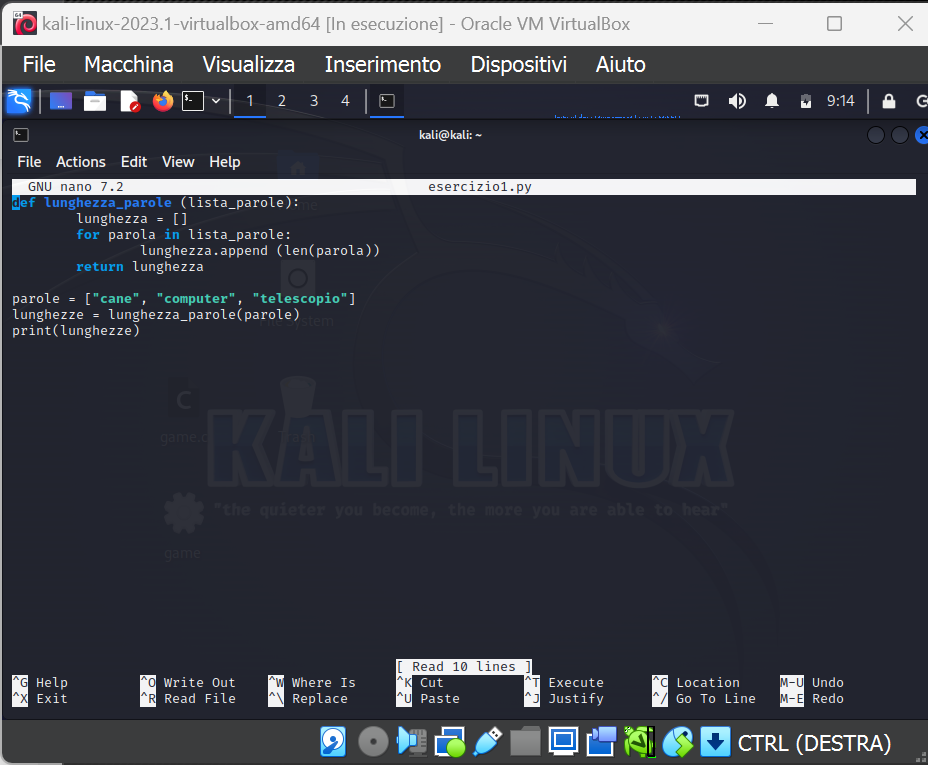 kali-linux-2023.1-virtualbox-amd64 [In esecuzione] - Oracle VM VirtualBox
File Macchina Visualizza Inserimento Dispositivi Aiuto
1 2 3 4 9:14
kali@kali: ~
File Actions Edit View Help
GNU nano 7.2 esercizio1.py
def lunghezza_parole (lista_parole):
lunghezza = []
for parola in lista_parole:
lunghezza.append (len(parola))
return lunghezza
parole = ["cane", "computer", "telescopio"]
lunghezze = lunghezza_parole(parole)
print(lunghezze)
KALI LINUX
"the quieter you become, the more you are able to hear"
game
[ Read 10 lines ]
^G Help ^O Write Out ^W Where Is ^K Cut ^T Execute ^C Location M-U Undo
^X Exit ^R Read File ^\ Replace ^U Paste ^J Justify ^/ Go To Line M-E Redo
CTRL (DESTRA)